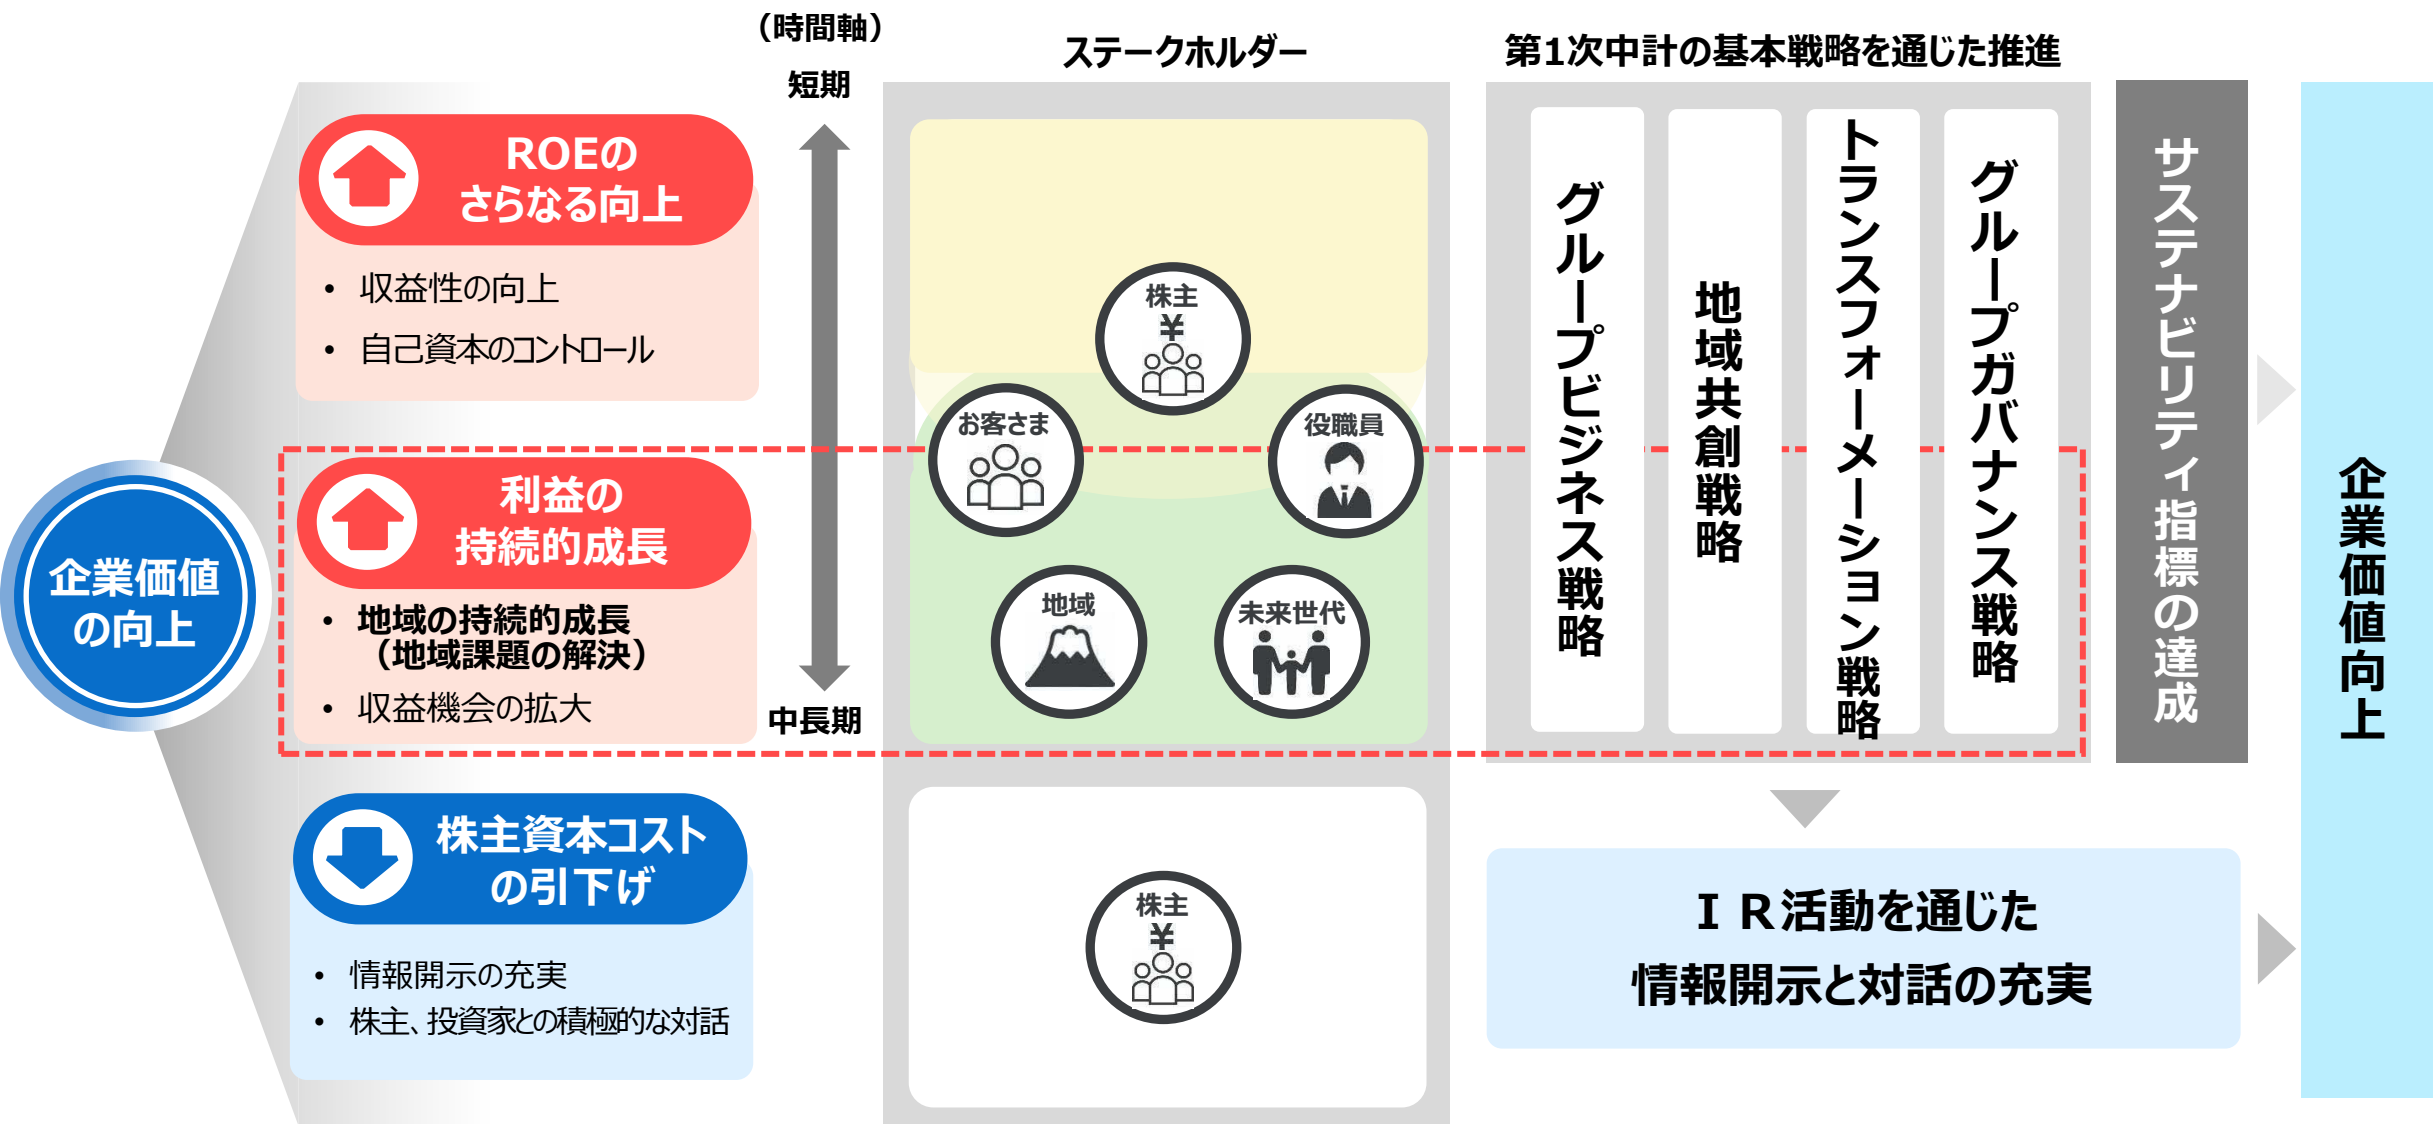 企業価値
の向上
ROEの
さらなる向上
• 収益性の向上
• 自己資本のコントロール
利益の
持続的成長
• 地域の持続的成長
（地域課題の解決）
• 収益機会の拡大
株主資本コスト
の引下げ
• 情報開示の充実
• 株主、投資家との積極的な対話
（時間軸）
短期
中長期
ステークホルダー
株主
¥
お客さま
役職員
地域
未来世代
株主
¥
第1次中計の基本戦略を通じた推進
グループビジネス戦略
地域共創戦略
トランスフォーメーション戦略
グループガバナンス戦略
サステナビリティ指標の達成
ＩＲ活動を通じた
情報開示と対話の充実
企業価値向上